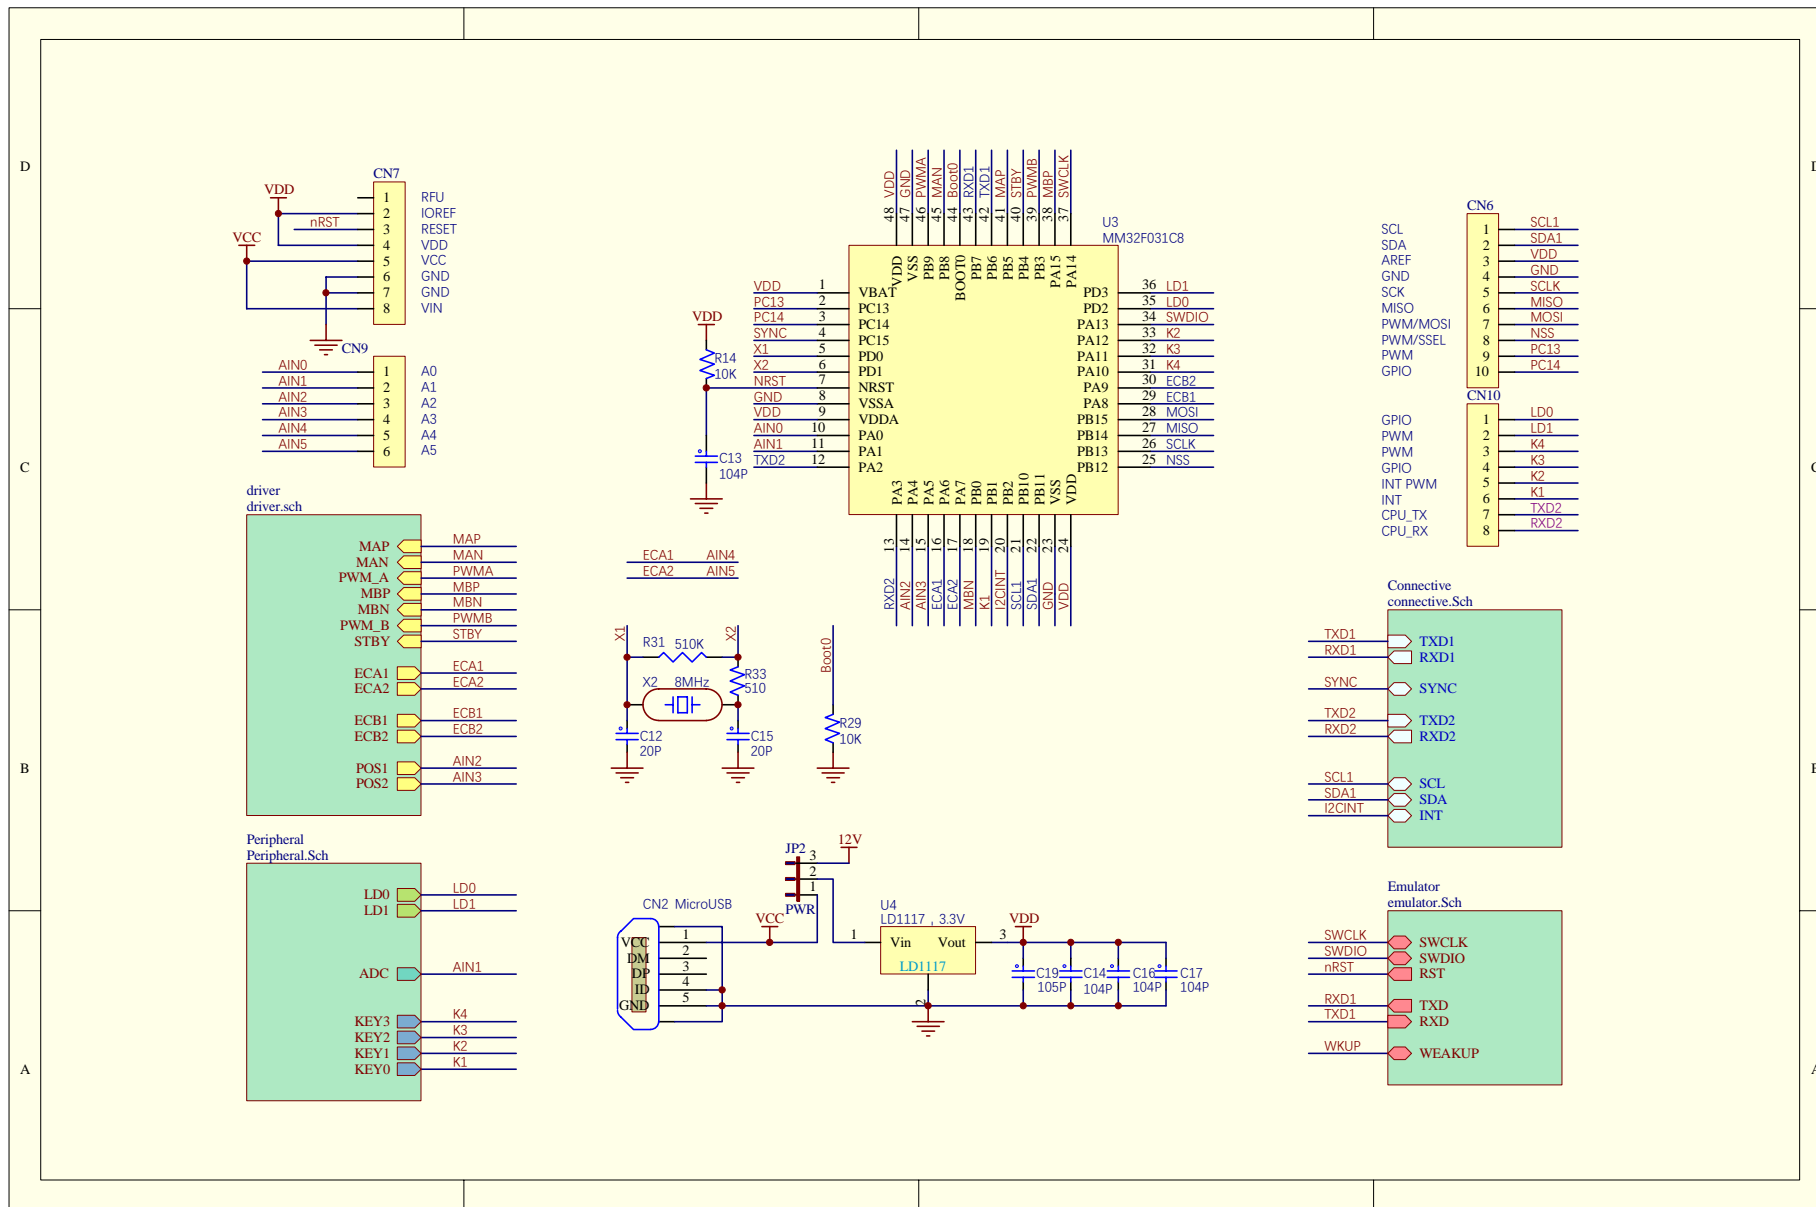 D
C
B
A
D
CN7
VDD
nRST
VCC
1 RFU
2 IOREF
3 RESET
4 VDD
5 VCC
6 GND
7 GND
8 VIN
CN9
AIN0 1 A0
AIN1 2 A1
AIN2 3 A2
AIN3 4 A3
AIN4 5 A4
AIN5 6 A5
driver
driver.sch
MAP MAP
MAN MAN
PWM_A PWMA
MBP MBP
MBN MBN
PWM_B PWMB
STBY STBY
ECA1 ECA1
ECA2 ECA2
ECB1 ECB1
ECB2 ECB2
POS1 AIN2
POS2 AIN3
Peripheral
Peripheral.Sch
LD0 LD0
LD1 LD1
ADC AIN1
KEY3 K4
KEY2 K3
KEY1 K2
KEY0 K1
VDD
R14
10K
C13
104P
U3
MM32F031C8
VDD 48 VDD
GND 47 VSS
PWMA 46 PB9
MAN 45 PB8
Boot0 44 BOOT0
RXD1 43 PB7
TXD1 42 PB6
MAP 41 PB5
STBY 40 PB4
PWMB 39 PB3
MBP 38 PA15
SWCLK 37 PA14
VDD 1 VBAT
PC13 2 PC13
PC14 3 PC14
SYNC 4 PC15
X1 5 PD0
X2 6 PD1
NRST 7 NRST
GND 8 VSSA
VDD 9 VDDA
AIN0 10 PA0
AIN1 11 PA1
TXD2 12 PA2
PD3 36 LD1
PD2 35 LD0
PA13 34 SWDIO
PA12 33 K2
PA11 32 K3
PA10 31 K4
PA9 30 ECB2
PA8 29 ECB1
PB15 28 MOSI
PB14 27 MISO
PB13 26 SCLK
PB12 25 NSS
PA3 13 RXD2
PA4 14 AIN2
PA5 15 AIN3
PA6 16 ECA1
PA7 17 ECA2
PB0 18 MBN
PB1 19 K1
PB2 20 I2CINT
PB10 21 SCL1
PB11 22 SDA1
VSS 23 GND
VDD 24 VDD
ECA1 AIN4
ECA2 AIN5
X1
X2
R31 510K
X2 8MHz
R33
510
C12
20P
C15
20P
Boot0
R29
10K
JP2
12V
3
2
1
PWR
CN2 MicroUSB
VCC 1
DM 2
DP 3
ID 4
GND 5
VCC
U4
LD1117 , 3.3V
1 Vin Vout 3
LD1117
2
VDD
C19
105P
C14
104P
C16
104P
C17
104P
CN6
SCL 1 SCL1
SDA 2 SDA1
AREF 3 VDD
GND 4 GND
SCK 5 SCLK
MISO 6 MISO
PWM/MOSI 7 MOSI
PWM/SSEL 8 NSS
PWM 9 PC13
GPIO 10 PC14
CN10
GPIO 1 LD0
PWM 2 LD1
PWM 3 K4
GPIO 4 K3
INT PWM 5 K2
INT 6 K1
CPU_TX 7 TXD2
CPU_RX 8 RXD2
Connective
connective.Sch
TXD1 TXD1
RXD1 RXD1
SYNC SYNC
TXD2 TXD2
RXD2 RXD2
SCL1 SCL
SDA1 SDA
I2CINT INT
Emulator
emulator.Sch
SWCLK SWCLK
SWDIO SWDIO
nRST RST
RXD1 TXD
TXD1 RXD
WKUP WEAKUP